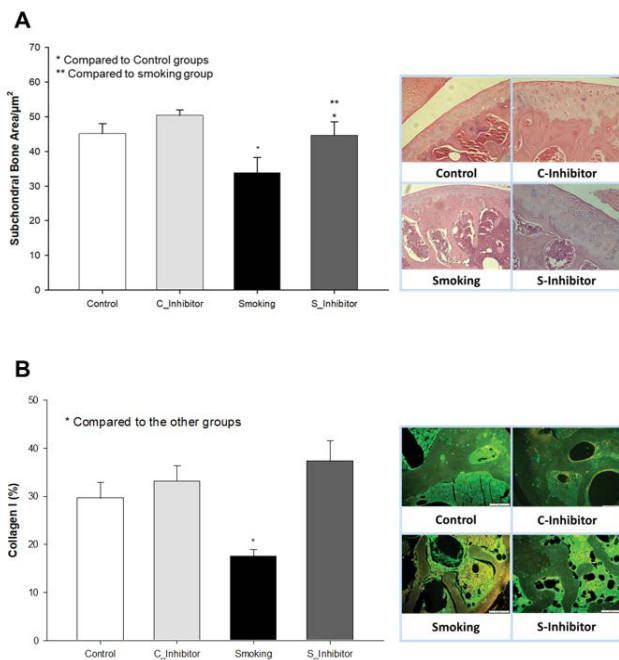 A
Subchondral Bone Area/µm²
70
60
50
40
30
20
10
0
* Compared to Control groups
** Compared to smoking group
*
**
*
Control
C_Inhibitor
Smoking
S_Inhibitor
Control
C-Inhibitor
Smoking
S-Inhibitor
B
Collagen I (%)
50
40
30
20
10
0
* Compared to the other groups
*
Control
C_Inhibitor
Smoking
S_Inhibitor
Control
C-Inhibitor
Smoking
S-Inhibitor